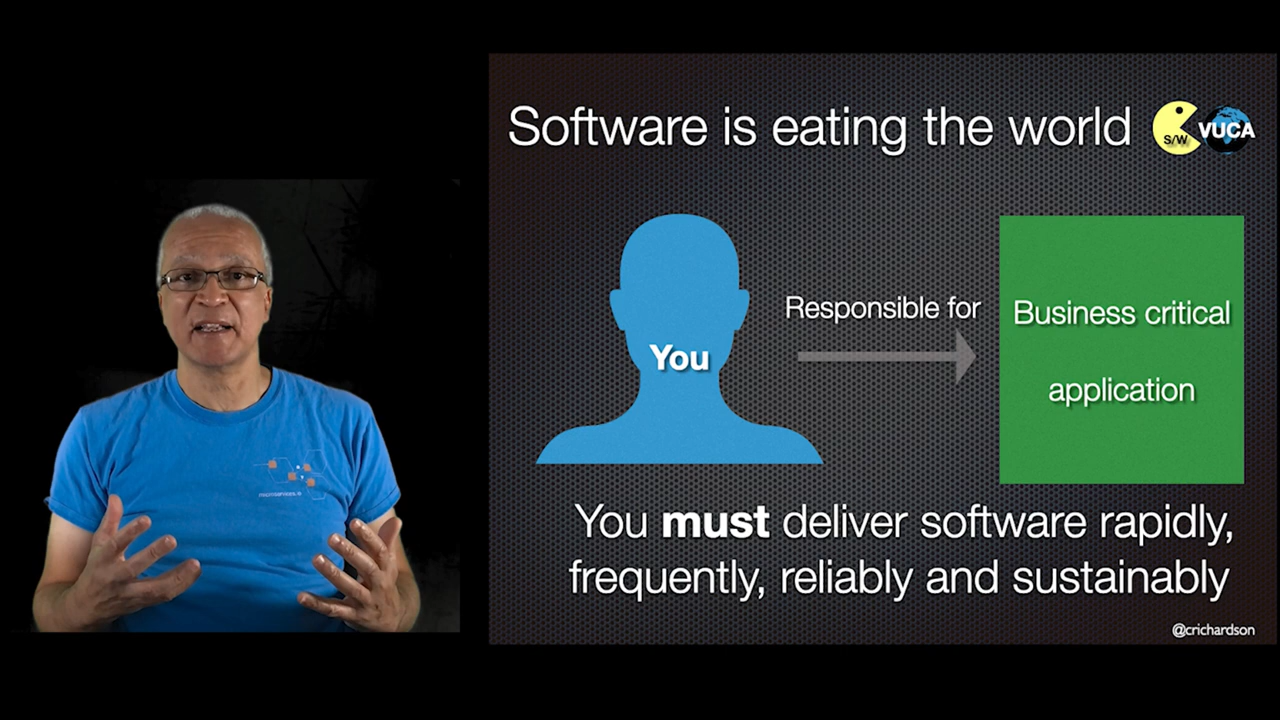 Software is eating the world
S/W
VUCA
Responsible for
You
Business critical
application
You must deliver software rapidly,
frequently, reliably and sustainably
@crichardson